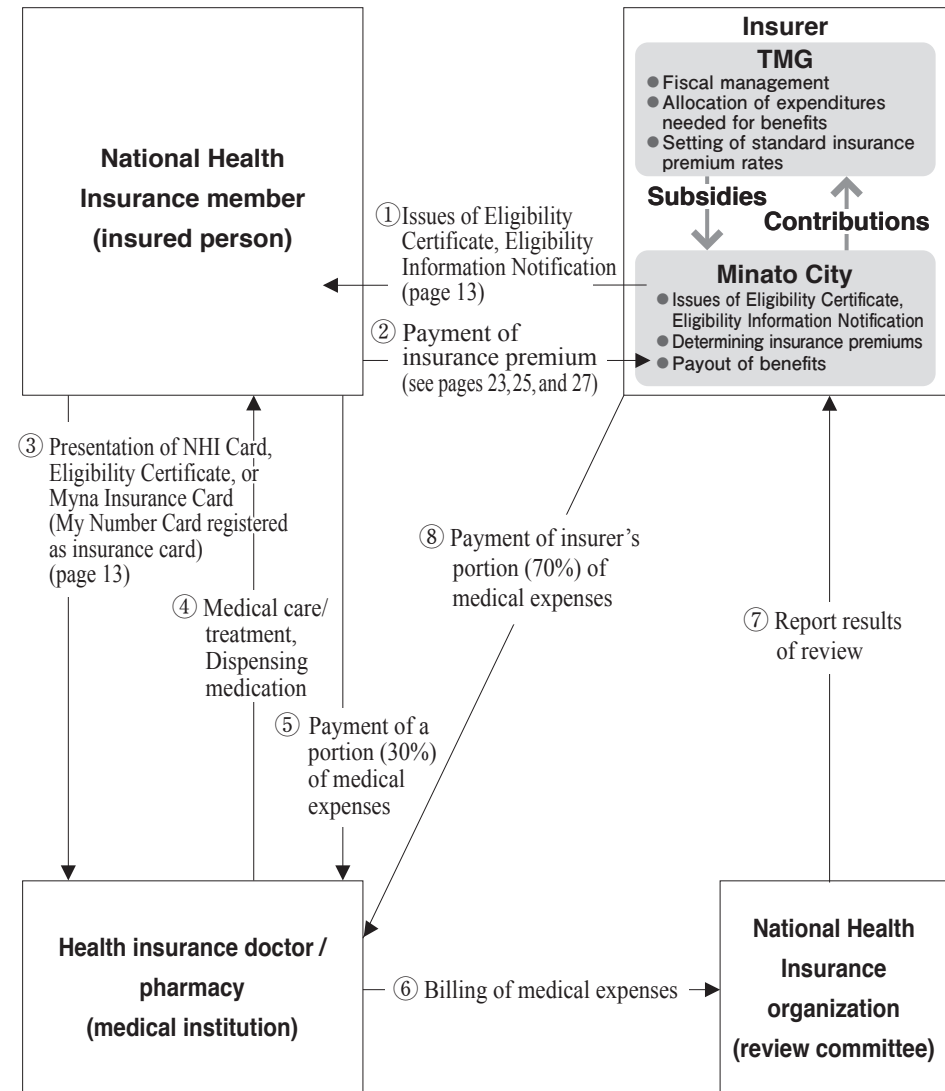 National Health
Insurance member
(insured person)
Insurer
TMG
● Fiscal management
● Allocation of expenditures
needed for benefits
● Setting of standard insurance
premium rates
Subsidies
Contributions
Minato City
● Issues of Eligibility Certificate,
Eligibility Information Notification
● Determining insurance premiums
● Payout of benefits
① Issues of Eligibility
Certificate, Eligibility
Information Notification
(page 13)
② Payment of
insurance premium
(see pages 23, 25, and 27)
③ Presentation of NHI Card,
Eligibility Certificate, or
Myna Insurance Card
(My Number Card registered
as insurance card)
(page 13)
④ Medical care/
treatment,
Dispensing
medication
⑤ Payment of a
portion (30%)
of medical
expenses
⑧ Payment of insurer's
portion (70%) of
medical expenses
⑦ Report results
of review
Health insurance doctor /
pharmacy
(medical institution)
⑥ Billing of medical expenses
National Health
Insurance
organization
(review committee)